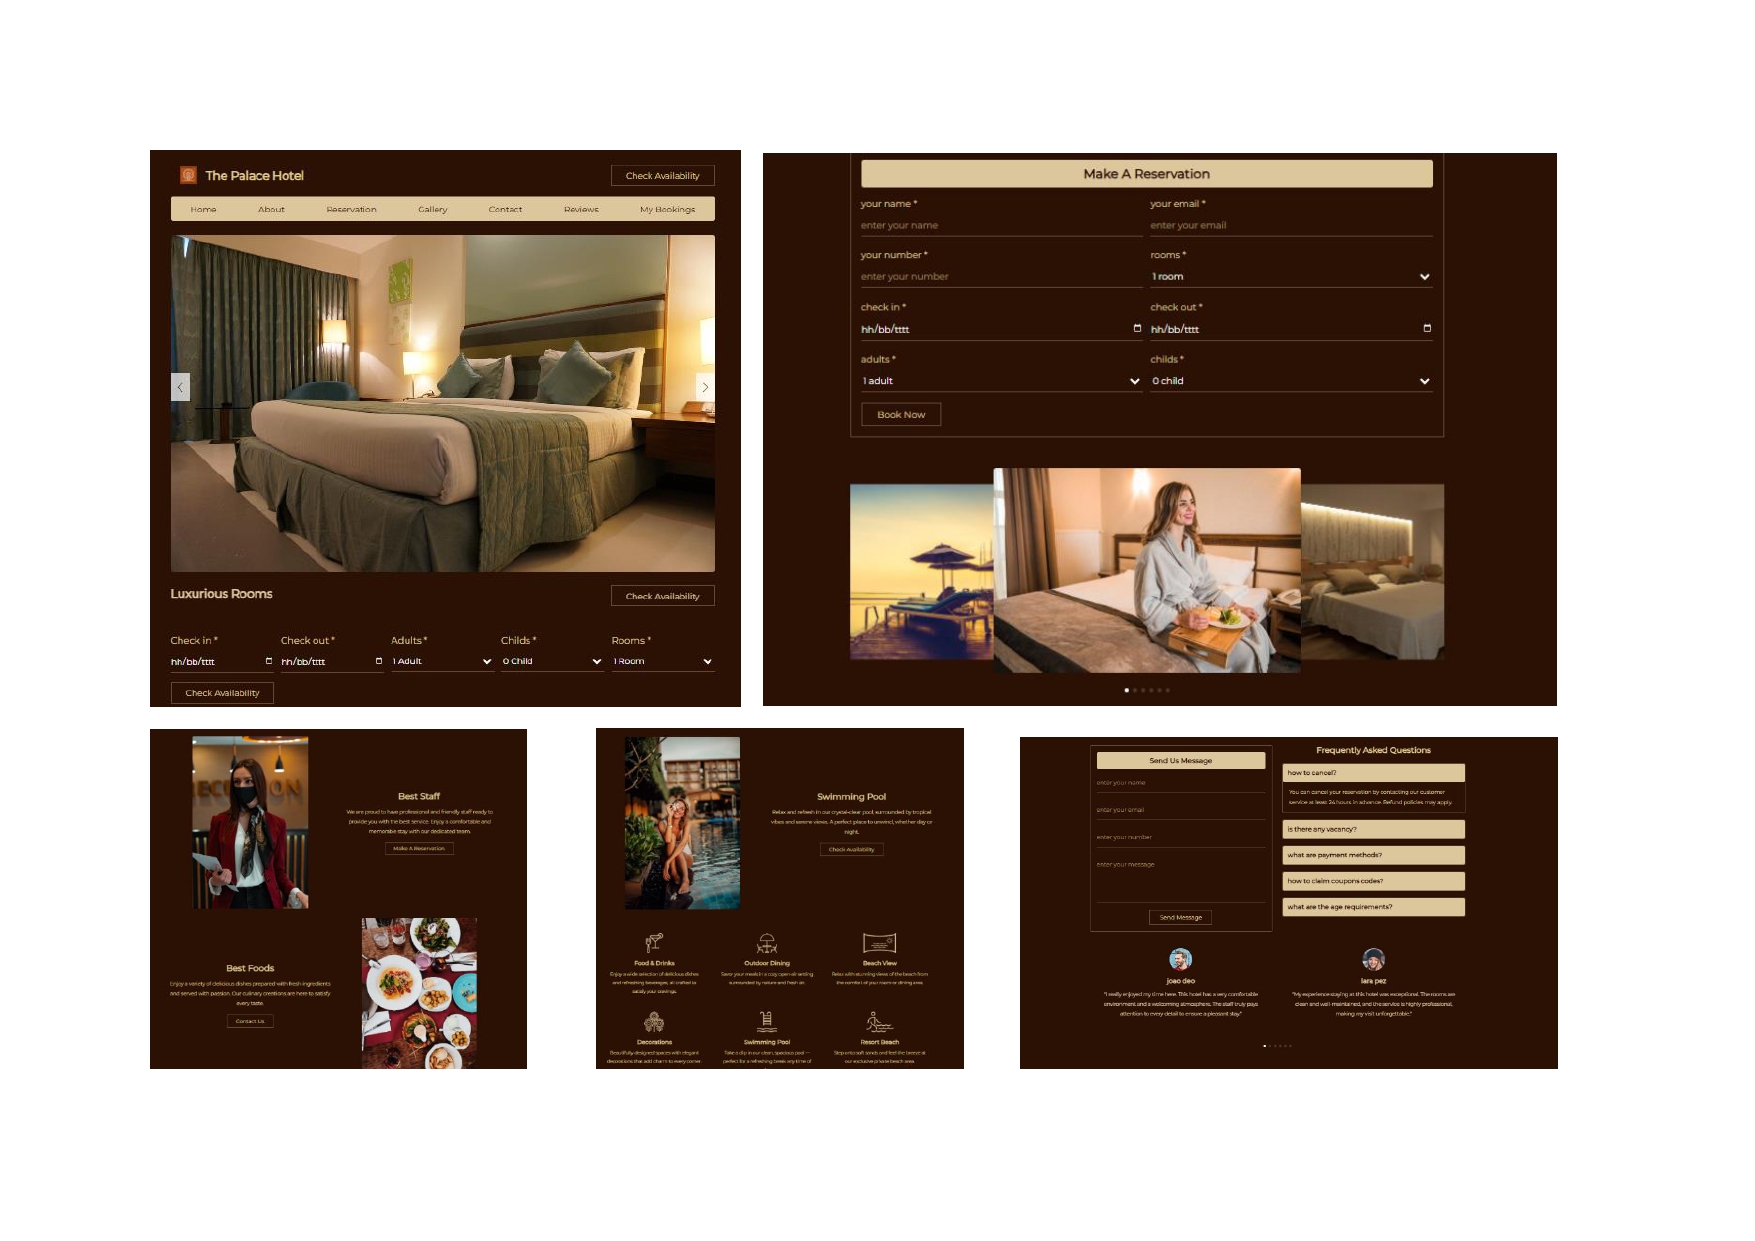 The Palace Hotel
Check Availability
Home About Reservation Gallery Contact Reviews My Bookings
Luxurious Rooms
Check Availability
Check in * Check out * Adults * Childs * Rooms *
hh/bb/tttt hh/bb/tttt 1 Adult 0 Child 1 Room
Check Availability
Make A Reservation
your name * your email *
enter your name enter your email
your number * rooms *
enter your number 1 room
check in * check out *
hh/bb/tttt hh/bb/tttt
adults * childs *
1 adult 0 child
Book Now
RECEPTION
Best Staff
We are proud to have professional and friendly staff ready to
provide you with the best service. Enjoy a comfortable and
memorable stay with our dedicated team.
Make A Reservation
Best Foods
Enjoy a variety of delicious dishes prepared with fresh ingredients
and served with passion. Our culinary creations are here to satisfy
every taste.
Contact Us
Swimming Pool
Relax and refresh in our crystal-clear pool, surrounded by tropical
vibes and serene views. A perfect place to unwind, whether day or
night.
Check Availability
Food & Drinks
Enjoy a wide selection of delicious dishes
and refreshing beverages, all crafted to
satisfy your cravings.
Outdoor Dining
Savor your meals in a cozy open-air setting
surrounded by nature and fresh air.
Beach View
Relax with stunning views of the beach from
the comfort of your room or dining area.
Decorations
Beautifully designed spaces with elegant
decorations that add charm to every corner.
Swimming Pool
Take a dip in our clean, spacious pool —
perfect for a refreshing break any time of
Resort Beach
Step onto soft sands and feel the breeze at
our exclusive private beach area.
Send Us Message
enter your name
enter your email
enter your number
enter your message
Send Message
Frequently Asked Questions
how to cancel?
You can cancel your reservation by contacting our customer
service at least 24 hours in advance. Refund policies may apply.
is there any vacancy?
what are payment methods?
how to claim coupons codes?
what are the age requirements?
joao deo
"I really enjoyed my time here. This hotel has a very comfortable
environment and a welcoming atmosphere. The staff truly pays
attention to every detail to ensure a pleasant stay."
lara pez
"My experience staying at this hotel was exceptional. The rooms are
clean and well-maintained, and the service is highly professional,
making my visit unforgettable."